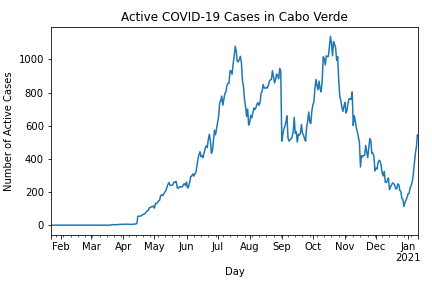 Active COVID-19 Cases in Cabo Verde
Number of Active Cases
1000
800
600
400
200
0
Feb Mar Apr May Jun Jul Aug Sep Oct Nov Dec Jan
2021
Day